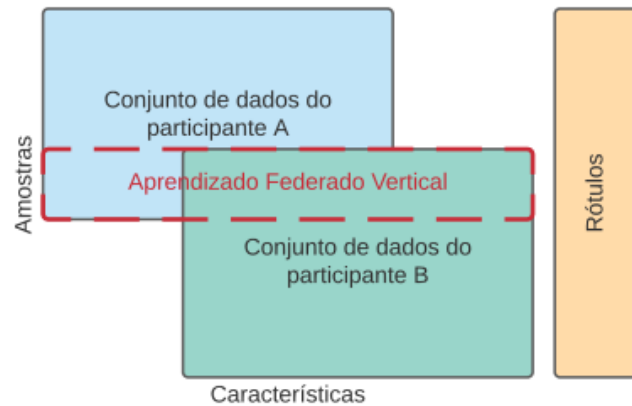 Conjunto de dados do
participante A
Amostras
Aprendizado Federado Vertical
Conjunto de dados do
participante B
Rótulos
Características